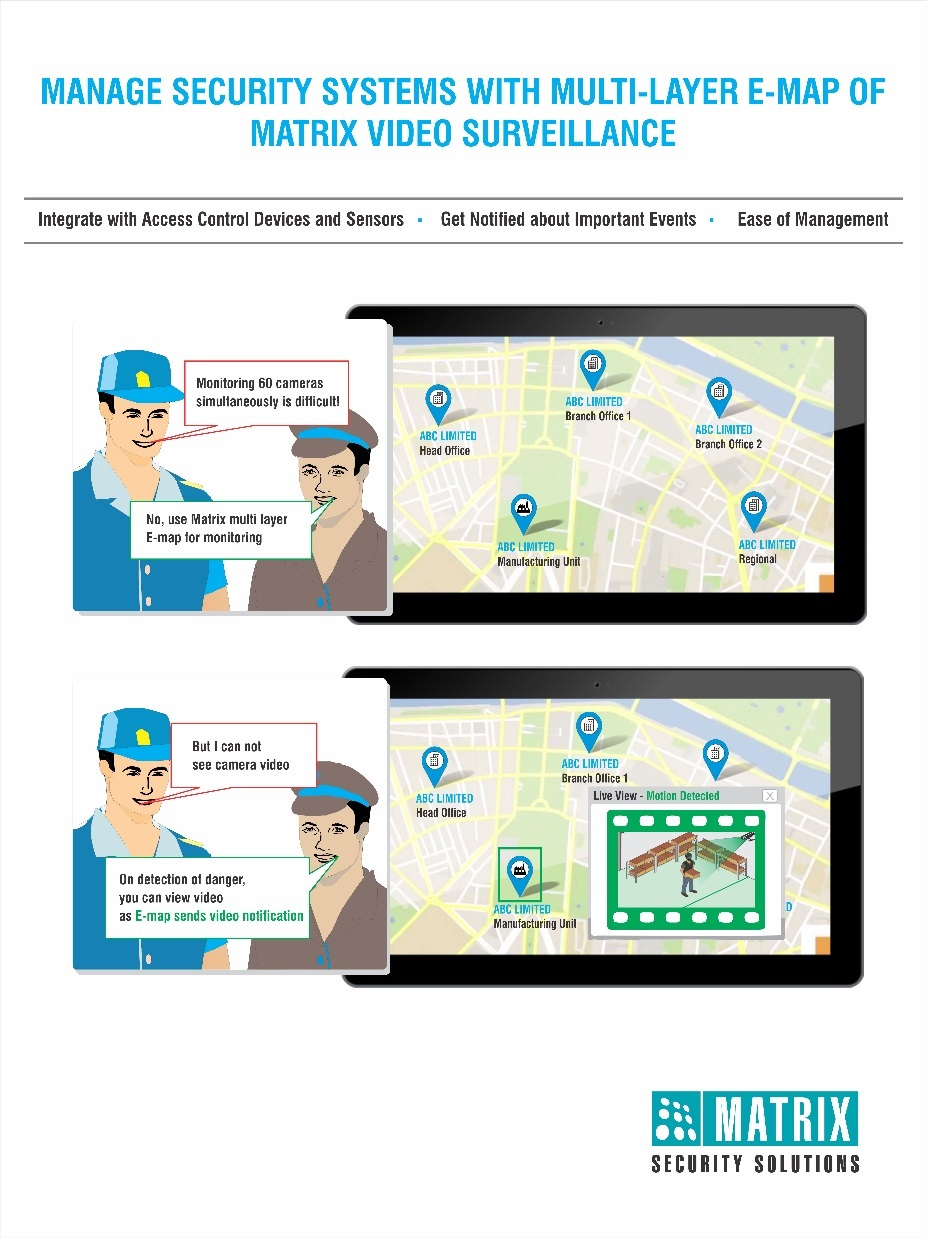 MANAGE SECURITY SYSTEMS WITH MULTI-LAYER E-MAP OF
MATRIX VIDEO SURVEILLANCE
Integrate with Access Control Devices and Sensors • Get Notified about Important Events • Ease of Management
Monitoring 60 cameras
simultaneously is difficult!
No, use Matrix multi layer
E-map for monitoring
ABC LIMITED
Head Office
ABC LIMITED
Branch Office 1
ABC LIMITED
Branch Office 2
ABC LIMITED
Manufacturing Unit
ABC LIMITED
Regional
But I can not
see camera video
On detection of danger,
you can view video
as E-map sends video notification
ABC LIMITED
Head Office
ABC LIMITED
Branch Office 1
Live View - Motion Detected
X
ABC LIMITED
Manufacturing Unit
D
MATRIX
SECURITY SOLUTIONS